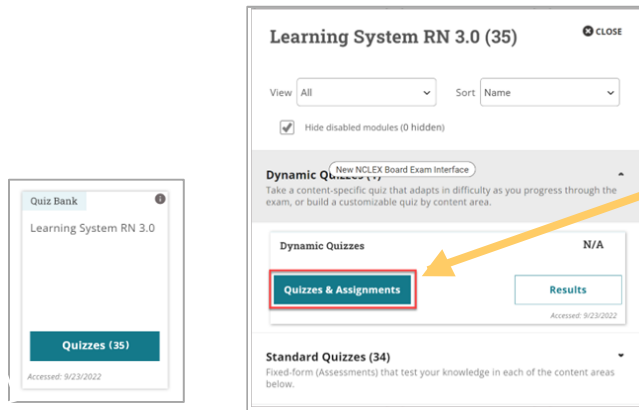 Quiz Bank
Learning System RN 3.0
Quizzes (35)
Accessed: 9/23/2022
Learning System RN 3.0 (35)
CLOSE
View All Sort Name
Hide disabled modules (0 hidden)
New NCLEX Board Exam Interface
Dynamic Quizzes (1)
Take a content-specific quiz that adapts in difficulty as you progress through the
exam, or build a customizable quiz by content area.
Dynamic Quizzes N/A
Quizzes & Assignments Results
Accessed: 9/23/2022
Standard Quizzes (34)
Fixed-form (Assessments) that test your knowledge in each of the content areas
below.